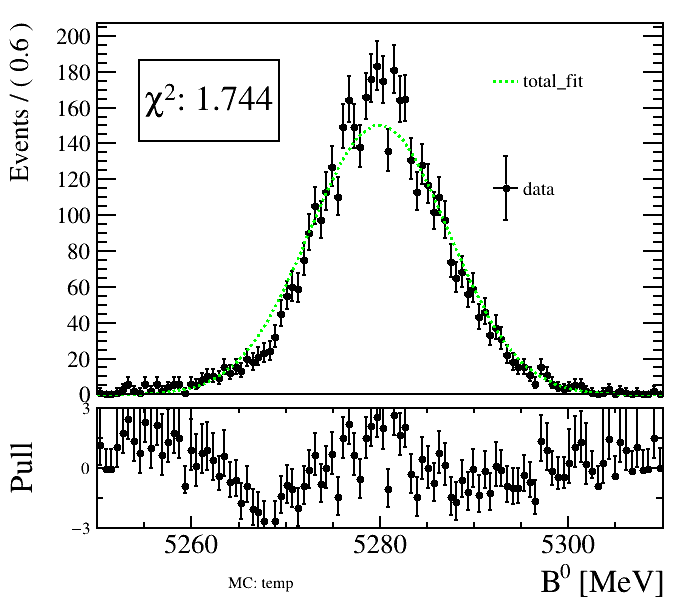 Events / ( 0.6 )
200
180
160
140
120
100
80
60
40
20
0
χ²: 1.744
total_fit
data
Pull
3
0
−3
5260 5280 5300
MC: temp
B⁰ [MeV]